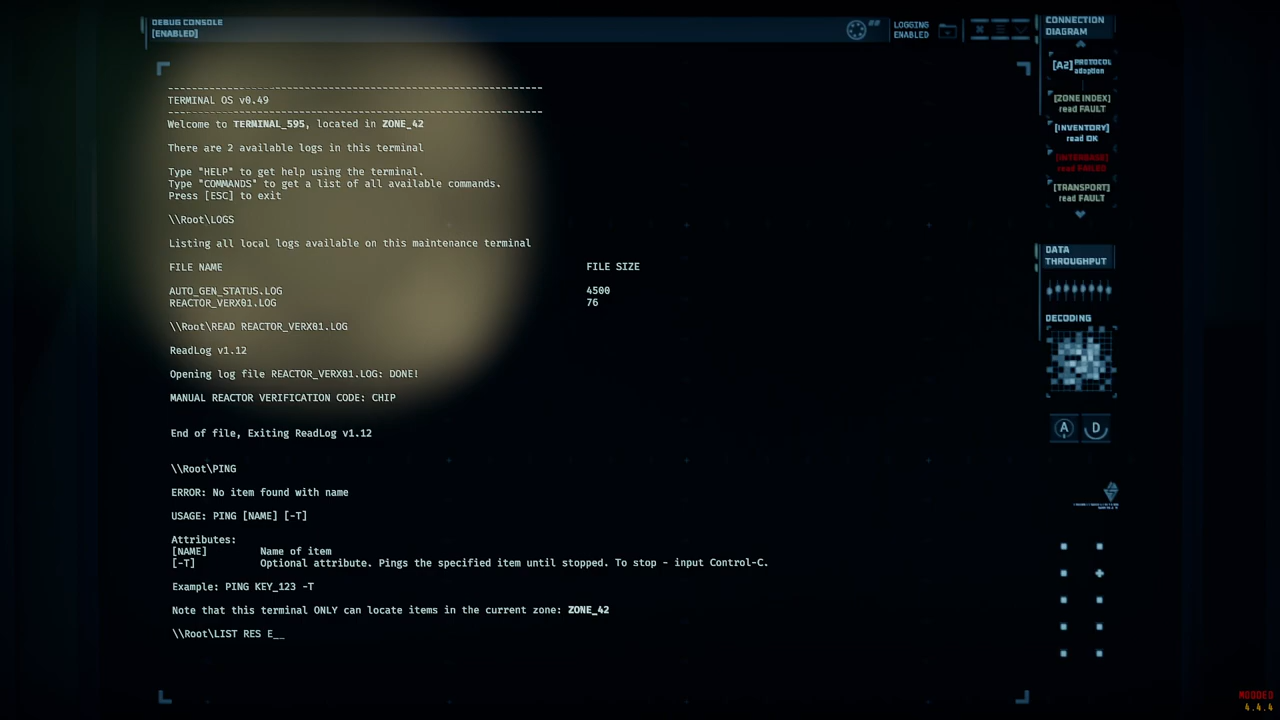 DEBUG CONSOLE
[ENABLED]
LOGGING
ENABLED
CONNECTION
DIAGRAM
[A2] PROTOCOL
adoption
[ZONE INDEX]
read FAULT
[INVENTORY]
read OK
[INTERBASE]
read FAILED
[TRANSPORT]
read FAULT
DATA
THROUGHPUT
DECODING
A D
--------------------------------------------------------------
TERMINAL OS v0.49
--------------------------------------------------------------
Welcome to TERMINAL_595, located in ZONE_42
There are 2 available logs in this terminal
Type "HELP" to get help using the terminal.
Type "COMMANDS" to get a list of all available commands.
Press [ESC] to exit
\\Root\LOGS
Listing all local logs available on this maintenance terminal
FILE NAME FILE SIZE
AUTO_GEN_STATUS.LOG 4500
REACTOR_VERX01.LOG 76
\\Root\READ REACTOR_VERX01.LOG
ReadLog v1.12
Opening log file REACTOR_VERX01.LOG: DONE!
MANUAL REACTOR VERIFICATION CODE: CHIP
End of file, Exiting ReadLog v1.12
\\Root\PING
ERROR: No item found with name
USAGE: PING [NAME] [-T]
Attributes:
[NAME] Name of item
[-T] Optional attribute. Pings the specified item until stopped. To stop - input Control-C.
Example: PING KEY_123 -T
Note that this terminal ONLY can locate items in the current zone: ZONE_42
\\Root\LIST RES E__
MODDED
4.4.4